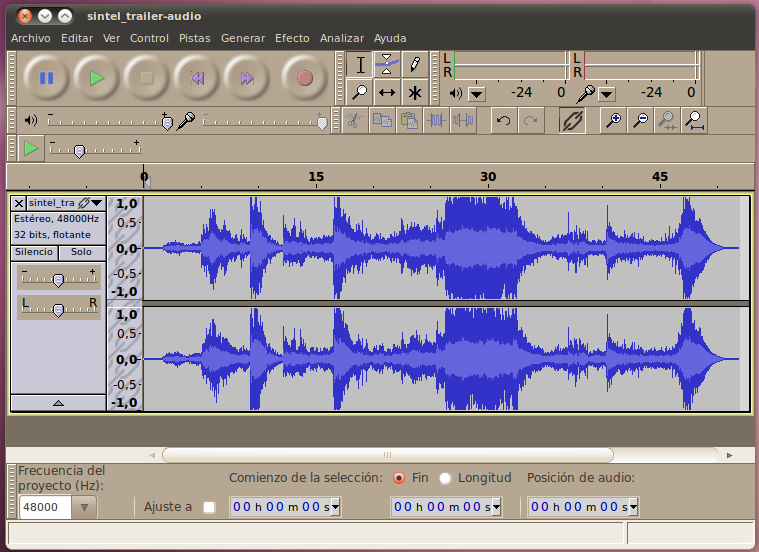 sintel_trailer-audio
Archivo Editar Ver Control Pistas Generar Efecto Analizar Ayuda
L
R
-24 0
L
R
-24 0
- +
- +
- +
0 15 30 45
sintel_tra
Estéreo, 48000Hz
32 bits, flotante
Silencio Solo
- +
L R
1,0
0,5-
0,0-
-0,5-
-1,0
1,0
0,5-
0,0-
-0,5-
-1,0
Frecuencia del
proyecto (Hz):
48000
Ajuste a
Comienzo de la selección:
Fin
Longitud
Posición de audio:
00 h 00 m 00 s
00 h 00 m 00 s
00 h 00 m 00 s